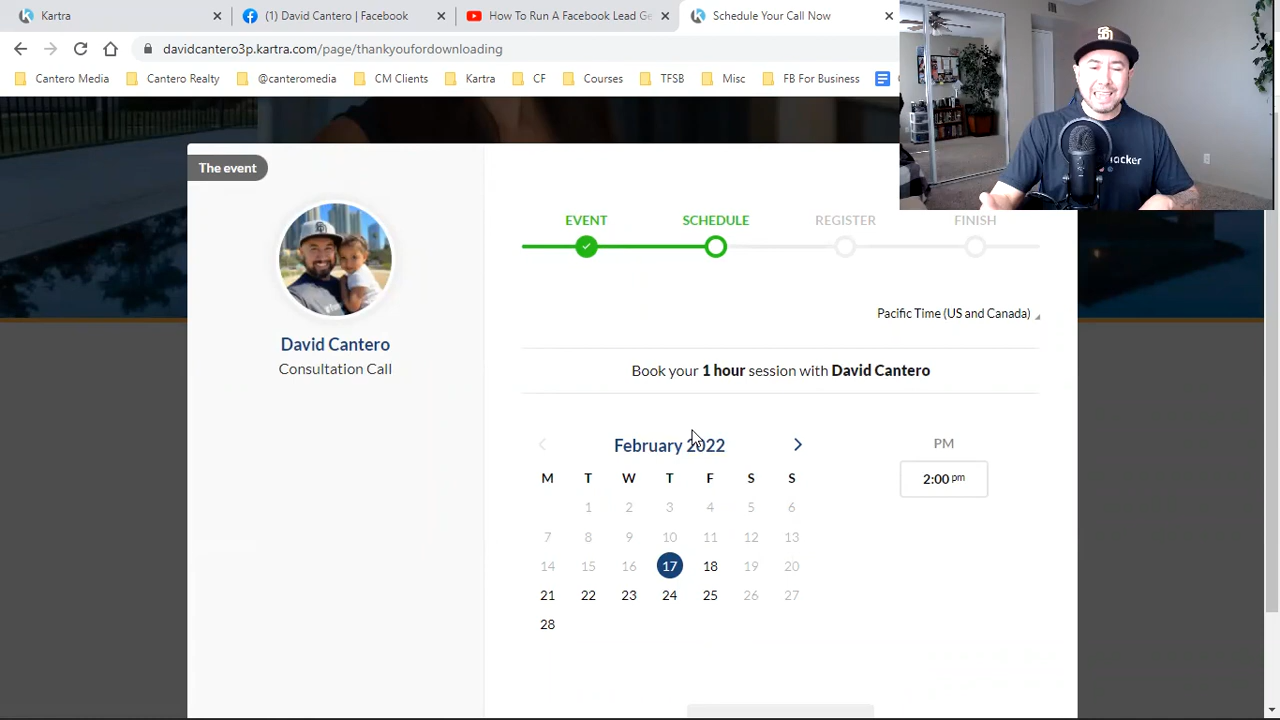 Kartra
(1) David Cantero | Facebook
How To Run A Facebook Lead Ge
Schedule Your Call Now
davidcantero3p.kartra.com/page/thankyoufordownloading
Cantero Media
Cantero Realty
@canteromedia
CM Clients
Kartra
CF
Courses
TFSB
Misc
FB For Business
The event
David Cantero
Consultation Call
EVENT
SCHEDULE
REGISTER
FINISH
Pacific Time (US and Canada)
Book your 1 hour session with David Cantero
February 2022
PM
2:00 pm
M T W T F S S
1 2 3 4 5 6
7 8 9 10 11 12 13
14 15 16 17 18 19 20
21 22 23 24 25 26 27
28